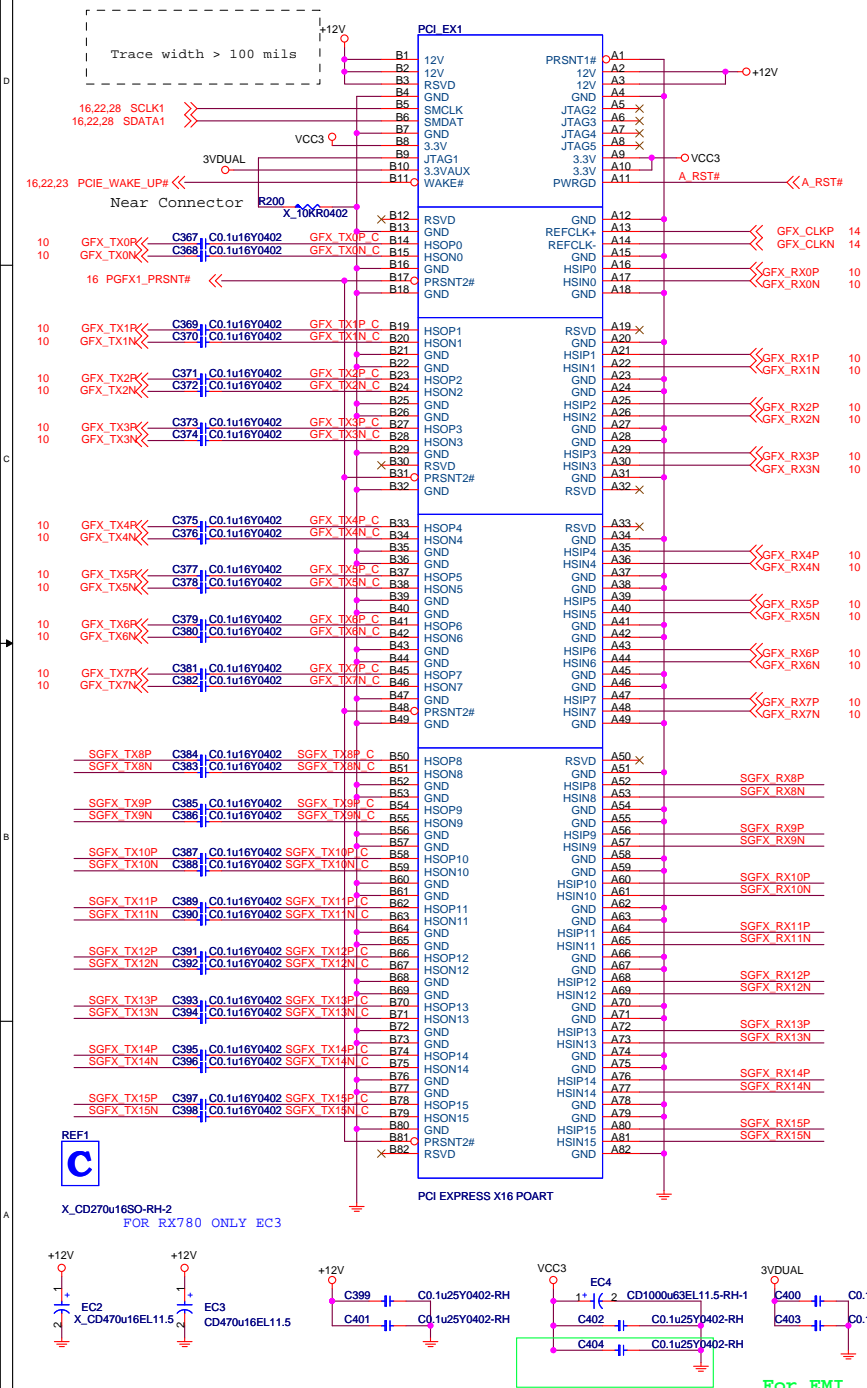 +12V
PCI_EX1
Trace width > 100 mils
D
B1 12V PRSNT1# A1
B2 12V 12V A2 +12V
B3 RSVD 12V A3
B4 GND GND A4
16,22,28 SCLK1 B5 SMCLK JTAG2 A5
16,22,28 SDATA1 B6 SMDAT JTAG3 A6
B7 GND JTAG4 A7
VCC3 B8 3.3V JTAG5 A8
B9 JTAG1 3.3V A9 VCC3
3VDUAL B10 3.3VAUX 3.3V A10
16,22,23 PCIE_WAKE_UP# B11 WAKE# PWRGD A11 A_RST# A_RST#
Near Connector R200
X_10KR0402
B12 RSVD GND A12
B13 GND REFCLK+ A13 GFX_CLKP 14
10 GFX_TX0P C367 C0.1u16Y0402 GFX_TX0P_C B14 HSOP0 REFCLK- A14 GFX_CLKN 14
10 GFX_TX0N C368 C0.1u16Y0402 GFX_TX0N_C B15 HSON0 GND A15
B16 GND HSIP0 A16 GFX_RX0P 10
16 PGFX1_PRSNT# B17 PRSNT2# HSIN0 A17 GFX_RX0N 10
B18 GND GND A18
10 GFX_TX1P C369 C0.1u16Y0402 GFX_TX1P_C B19 HSOP1 RSVD A19
10 GFX_TX1N C370 C0.1u16Y0402 GFX_TX1N_C B20 HSON1 GND A20
B21 GND HSIP1 A21 GFX_RX1P 10
B22 GND HSIN1 A22 GFX_RX1N 10
10 GFX_TX2P C371 C0.1u16Y0402 GFX_TX2P_C B23 HSOP2 GND A23
10 GFX_TX2N C372 C0.1u16Y0402 GFX_TX2N_C B24 HSON2 GND A24
B25 GND HSIP2 A25 GFX_RX2P 10
B26 GND HSIN2 A26 GFX_RX2N 10
10 GFX_TX3P C373 C0.1u16Y0402 GFX_TX3P_C B27 HSOP3 GND A27
10 GFX_TX3N C374 C0.1u16Y0402 GFX_TX3N_C B28 HSON3 GND A28
B29 GND HSIP3 A29 GFX_RX3P 10
C B30 RSVD HSIN3 A30 GFX_RX3N 10
B31 PRSNT2# GND A31
B32 GND RSVD A32
10 GFX_TX4P C375 C0.1u16Y0402 GFX_TX4P_C B33 HSOP4 RSVD A33
10 GFX_TX4N C376 C0.1u16Y0402 GFX_TX4N_C B34 HSON4 GND A34
B35 GND HSIP4 A35 GFX_RX4P 10
B36 GND HSIN4 A36 GFX_RX4N 10
10 GFX_TX5P C377 C0.1u16Y0402 GFX_TX5P_C B37 HSOP5 GND A37
10 GFX_TX5N C378 C0.1u16Y0402 GFX_TX5N_C B38 HSON5 GND A38
B39 GND HSIP5 A39 GFX_RX5P 10
B40 GND HSIN5 A40 GFX_RX5N 10
10 GFX_TX6P C379 C0.1u16Y0402 GFX_TX6P_C B41 HSOP6 GND A41
10 GFX_TX6N C380 C0.1u16Y0402 GFX_TX6N_C B42 HSON6 GND A42
B43 GND HSIP6 A43 GFX_RX6P 10
B44 GND HSIN6 A44 GFX_RX6N 10
10 GFX_TX7P C381 C0.1u16Y0402 GFX_TX7P_C B45 HSOP7 GND A45
10 GFX_TX7N C382 C0.1u16Y0402 GFX_TX7N_C B46 HSON7 GND A46
B47 GND HSIP7 A47 GFX_RX7P 10
B48 PRSNT2# HSIN7 A48 GFX_RX7N 10
B49 GND GND A49
SGFX_TX8P C384 C0.1u16Y0402 SGFX_TX8P_C B50 HSOP8 RSVD A50
SGFX_TX8N C383 C0.1u16Y0402 SGFX_TX8N_C B51 HSON8 GND A51
B52 GND HSIP8 A52 SGFX_RX8P
B53 GND HSIN8 A53 SGFX_RX8N
SGFX_TX9P C385 C0.1u16Y0402 SGFX_TX9P_C B54 HSOP9 GND A54
SGFX_TX9N C386 C0.1u16Y0402 SGFX_TX9N_C B55 HSON9 GND A55
B B56 GND HSIP9 A56 SGFX_RX9P
B57 GND HSIN9 A57 SGFX_RX9N
SGFX_TX10P C387 C0.1u16Y0402 SGFX_TX10P_C B58 HSOP10 GND A58
SGFX_TX10N C388 C0.1u16Y0402 SGFX_TX10N_C B59 HSON10 GND A59
B60 GND HSIP10 A60 SGFX_RX10P
B61 GND HSIN10 A61 SGFX_RX10N
SGFX_TX11P C389 C0.1u16Y0402 SGFX_TX11P_C B62 HSOP11 GND A62
SGFX_TX11N C390 C0.1u16Y0402 SGFX_TX11N_C B63 HSON11 GND A63
B64 GND HSIP11 A64 SGFX_RX11P
B65 GND HSIN11 A65 SGFX_RX11N
SGFX_TX12P C391 C0.1u16Y0402 SGFX_TX12P_C B66 HSOP12 GND A66
SGFX_TX12N C392 C0.1u16Y0402 SGFX_TX12N_C B67 HSON12 GND A67
B68 GND HSIP12 A68 SGFX_RX12P
B69 GND HSIN12 A69 SGFX_RX12N
SGFX_TX13P C393 C0.1u16Y0402 SGFX_TX13P_C B70 HSOP13 GND A70
SGFX_TX13N C394 C0.1u16Y0402 SGFX_TX13N_C B71 HSON13 GND A71
B72 GND HSIP13 A72 SGFX_RX13P
B73 GND HSIN13 A73 SGFX_RX13N
SGFX_TX14P C395 C0.1u16Y0402 SGFX_TX14P_C B74 HSOP14 GND A74
SGFX_TX14N C396 C0.1u16Y0402 SGFX_TX14N_C B75 HSON14 GND A75
B76 GND HSIP14 A76 SGFX_RX14P
B77 GND HSIN14 A77 SGFX_RX14N
SGFX_TX15P C397 C0.1u16Y0402 SGFX_TX15P_C B78 HSOP15 GND A78
SGFX_TX15N C398 C0.1u16Y0402 SGFX_TX15N_C B79 HSON15 GND A79
B80 GND HSIP15 A80 SGFX_RX15P
REF1 B81 PRSNT2# HSIN15 A81 SGFX_RX15N
C B82 RSVD GND A82
PCI EXPRESS X16 POART
A
X_CD270u16SO-RH-2
FOR RX780 ONLY EC3
+12V +12V +12V VCC3 3VDUAL
1 + 2 EC2 X_CD470u16EL11.5
1 + 2 EC3 CD470u16EL11.5
C399 C0.1u25Y0402-RH
C401 C0.1u25Y0402-RH
EC4 1 + 2 CD1000u63EL11.5-RH-1
C402 C0.1u25Y0402-RH
C404 C0.1u25Y0402-RH
C400 C0.1
C403 C0.1
For EMI